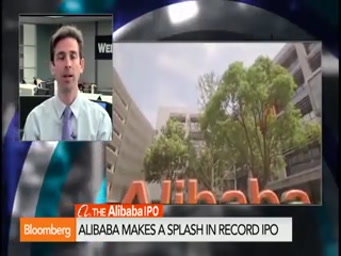 We
Alibaba
THE Alibaba IPO
Bloomberg
ALIBABA MAKES A SPLASH IN RECORD IPO